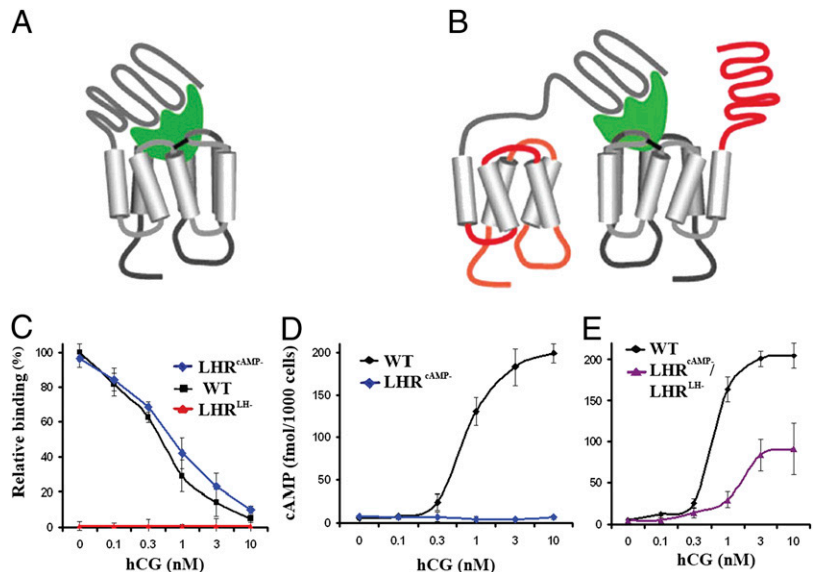 A
B
C
Relative binding (%)
100
80
60
40
20
0
LHR^cAMP-
WT
LHR^LH-
0 0.1 0.3 1 3 10
hCG (nM)
D
cAMP (fmol/1000 cells)
200
150
100
50
0
WT
LHR^cAMP-
0 0.1 0.3 1 3 10
hCG (nM)
E
200
150
100
50
0
WT
LHR^cAMP-/
LHR^LH-
0 0.1 0.3 1 3 10
hCG (nM)